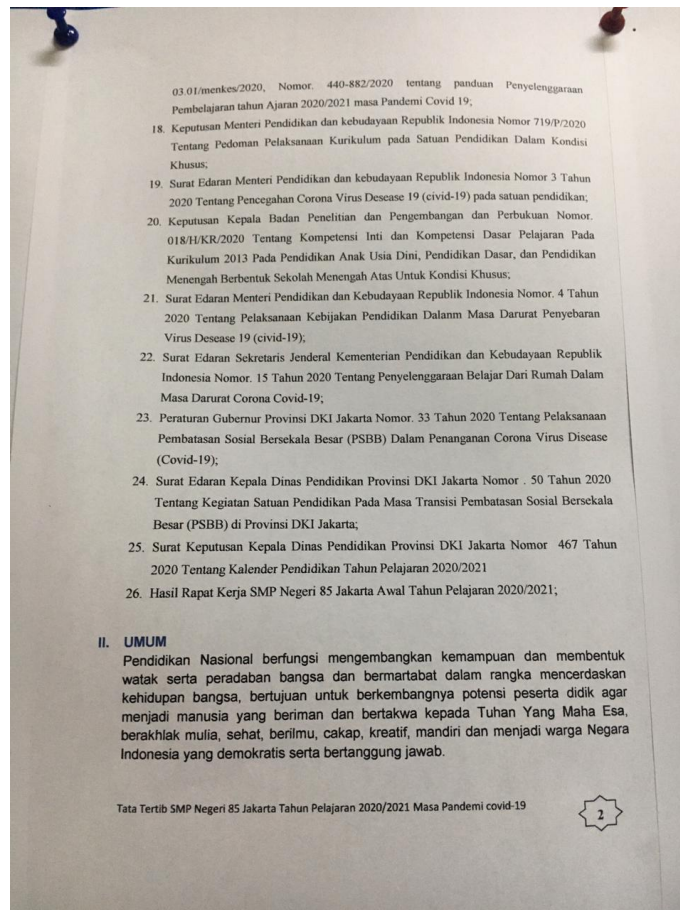 03.01/menkes/2020, Nomor. 440-882/2020 tentang panduan Penyelenggaraan
Pembelajaran tahun Ajaran 2020/2021 masa Pandemi Covid 19;
18. Keputusan Menteri Pendidikan dan kebudayaan Republik Indonesia Nomor 719/P/2020
Tentang Pedoman Pelaksanaan Kurikulum pada Satuan Pendidikan Dalam Kondisi
Khusus;
19. Surat Edaran Menteri Pendidikan dan kebudayaan Republik Indonesia Nomor 3 Tahun
2020 Tentang Pencegahan Corona Virus Desease 19 (civid-19) pada satuan pendidikan;
20. Keputusan Kepala Badan Penelitian dan Pengembangan dan Perbukuan Nomor.
018/H/KR/2020 Tentang Kompetensi Inti dan Kompetensi Dasar Pelajaran Pada
Kurikulum 2013 Pada Pendidikan Anak Usia Dini, Pendidikan Dasar, dan Pendidikan
Menengah Berbentuk Sekolah Menengah Atas Untuk Kondisi Khusus;
21. Surat Edaran Menteri Pendidikan dan Kebudayaan Republik Indonesia Nomor. 4 Tahun
2020 Tentang Pelaksanaan Kebijakan Pendidikan Dalanm Masa Darurat Penyebaran
Virus Desease 19 (civid-19);
22. Surat Edaran Sekretaris Jenderal Kementerian Pendidikan dan Kebudayaan Republik
Indonesia Nomor. 15 Tahun 2020 Tentang Penyelenggaraan Belajar Dari Rumah Dalam
Masa Darurat Corona Covid-19;
23. Peraturan Gubernur Provinsi DKI Jakarta Nomor. 33 Tahun 2020 Tentang Pelaksanaan
Pembatasan Sosial Bersekala Besar (PSBB) Dalam Penanganan Corona Virus Disease
(Covid-19);
24. Surat Edaran Kepala Dinas Pendidikan Provinsi DKI Jakarta Nomor . 50 Tahun 2020
Tentang Kegiatan Satuan Pendidikan Pada Masa Transisi Pembatasan Sosial Bersekala
Besar (PSBB) di Provinsi DKI Jakarta;
25. Surat Keputusan Kepala Dinas Pendidikan Provinsi DKI Jakarta Nomor 467 Tahun
2020 Tentang Kalender Pendidikan Tahun Pelajaran 2020/2021
26. Hasil Rapat Kerja SMP Negeri 85 Jakarta Awal Tahun Pelajaran 2020/2021;
II. UMUM
Pendidikan Nasional berfungsi mengembangkan kemampuan dan membentuk
watak serta peradaban bangsa dan bermartabat dalam rangka mencerdaskan
kehidupan bangsa, bertujuan untuk berkembangnya potensi peserta didik agar
menjadi manusia yang beriman dan bertakwa kepada Tuhan Yang Maha Esa,
berakhlak mulia, sehat, berilmu, cakap, kreatif, mandiri dan menjadi warga Negara
Indonesia yang demokratis serta bertanggung jawab.
Tata Tertib SMP Negeri 85 Jakarta Tahun Pelajaran 2020/2021 Masa Pandemi covid-19
2